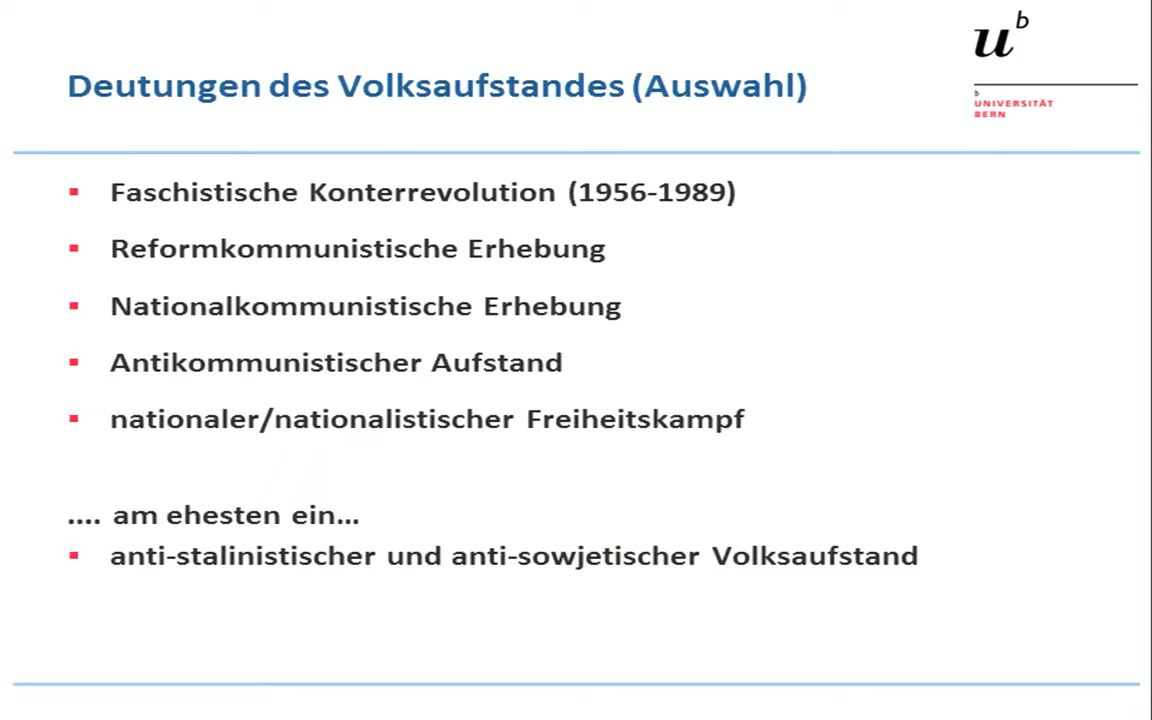 u^b
b
UNIVERSITÄT
BERN
Deutungen des Volksaufstandes (Auswahl)
▪ Faschistische Konterrevolution (1956-1989)
▪ Reformkommunistische Erhebung
▪ Nationalkommunistische Erhebung
▪ Antikommunistischer Aufstand
▪ nationaler/nationalistischer Freiheitskampf
.... am ehesten ein...
▪ anti-stalinistischer und anti-sowjetischer Volksaufstand